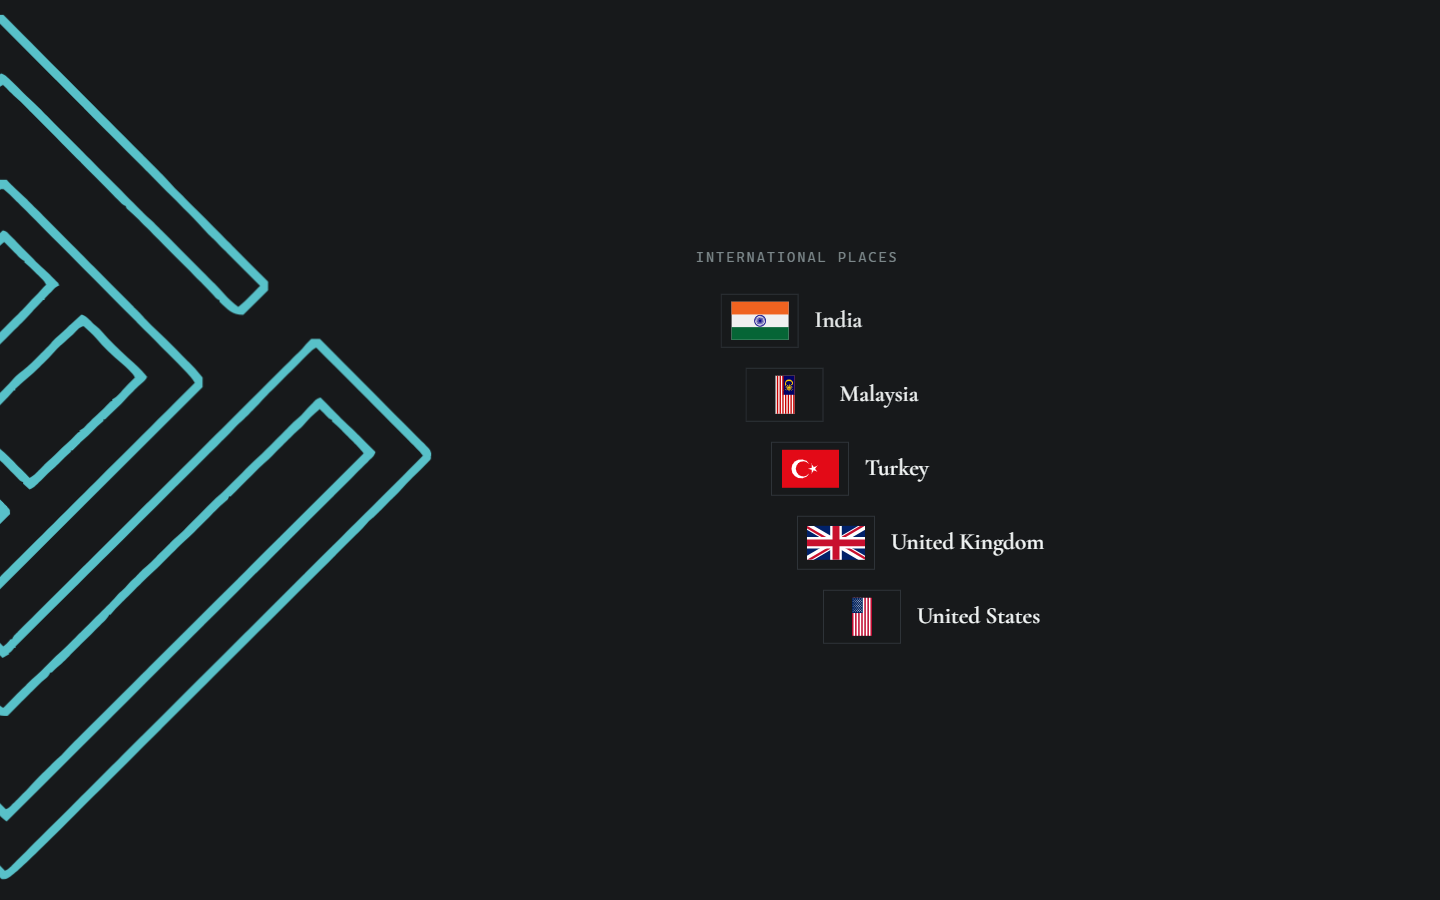 INTERNATIONAL PLACES
India
Malaysia
Turkey
United Kingdom
United States